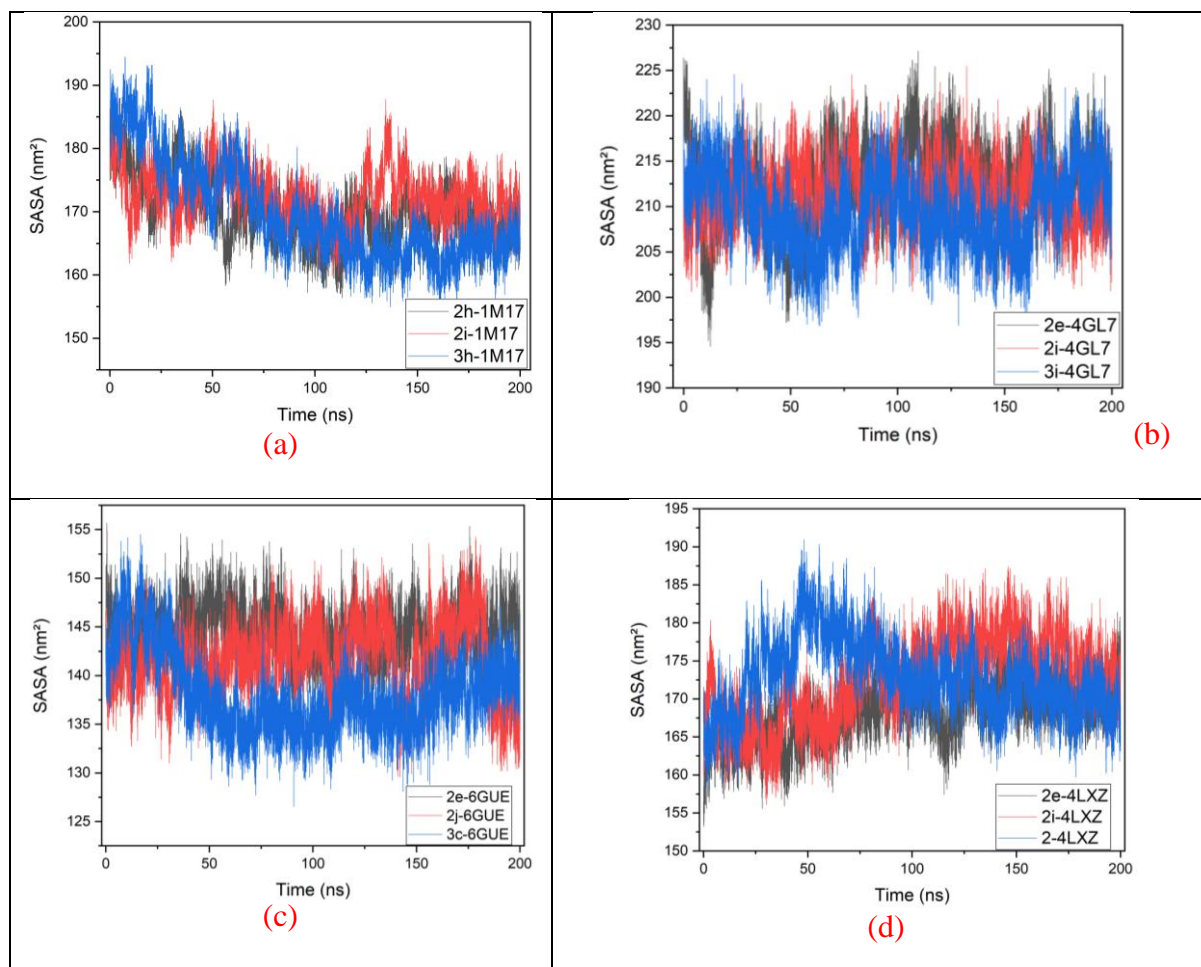 200
190
180
170
160
150
SASA (nm²)
2h-1M17
2i-1M17
3h-1M17
0
50
100
150
200
Time (ns)
(a)
230
225
220
215
210
205
200
195
190
SASA (nm²)
2e-4GL7
2i-4GL7
3i-4GL7
0
50
100
150
200
Time (ns)
(b)
155
150
145
140
135
130
125
SASA (nm²)
2e-6GUE
2j-6GUE
3c-6GUE
0
50
100
150
200
Time (ns)
(c)
195
190
185
180
175
170
165
160
155
150
SASA (nm²)
2e-4LXZ
2i-4LXZ
2-4LXZ
0
50
100
150
200
Time (ns)
(d)